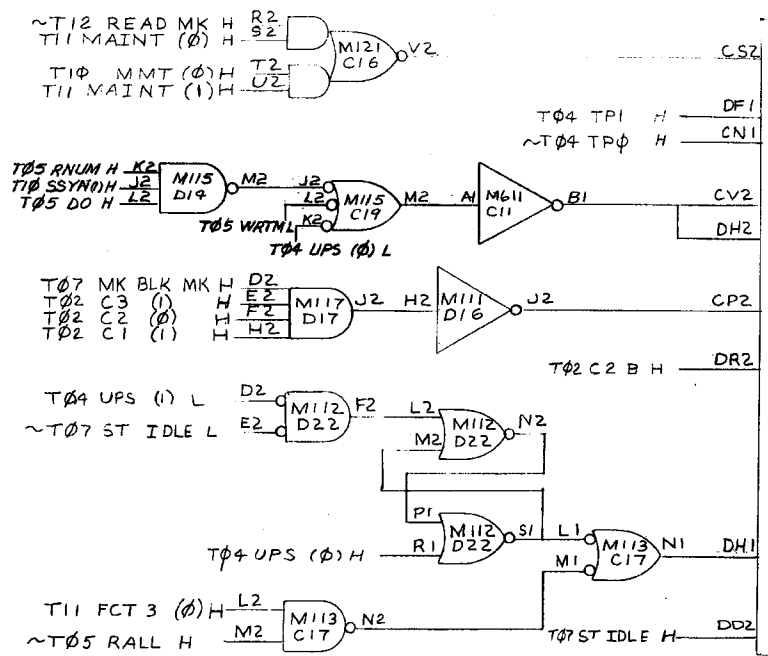 ~TØ12 READ MK H R2
T11 MAINT (Ø) H S2
M121
C16
V2
CS2
T1Ø MMT (Ø) H T2
T11 MAINT (1) H U2
TØ4 TP1 H DF1
~TØ4 TPØ H CN1
TØ5 RNUM H K2
T1Ø SSYN(1) H J2
TØ5 DO H L2
M115
D14
M2
J2
L2
K2
TØ5 WRTM L
TØ4 UPS (Ø) L
M115
C19
M2
A1
M611
C11
B1
CV2
DH2
TØ7 MK BLK MK H D2
TØ2 C3 (1) H E2
TØ2 C2 (Ø) H F2
TØ2 C1 (1) H H2
M117
D17
J2
H2
M111
D16
J2
CP2
TØ2 C2 B H DR2
TØ4 UPS (1) L D2
~TØ7 ST IDLE L E2
M112
D22
F2
L2
M2
M112
D22
N2
P1
R1
TØ4 UPS (Ø) H
M112
D22
S1
L1
M1
M113
C17
N1
DH1
T11 FCT 3 (Ø) H L2
~TØ5 RALL H M2
M113
C17
N2
TØ7 ST IDLE H DD2